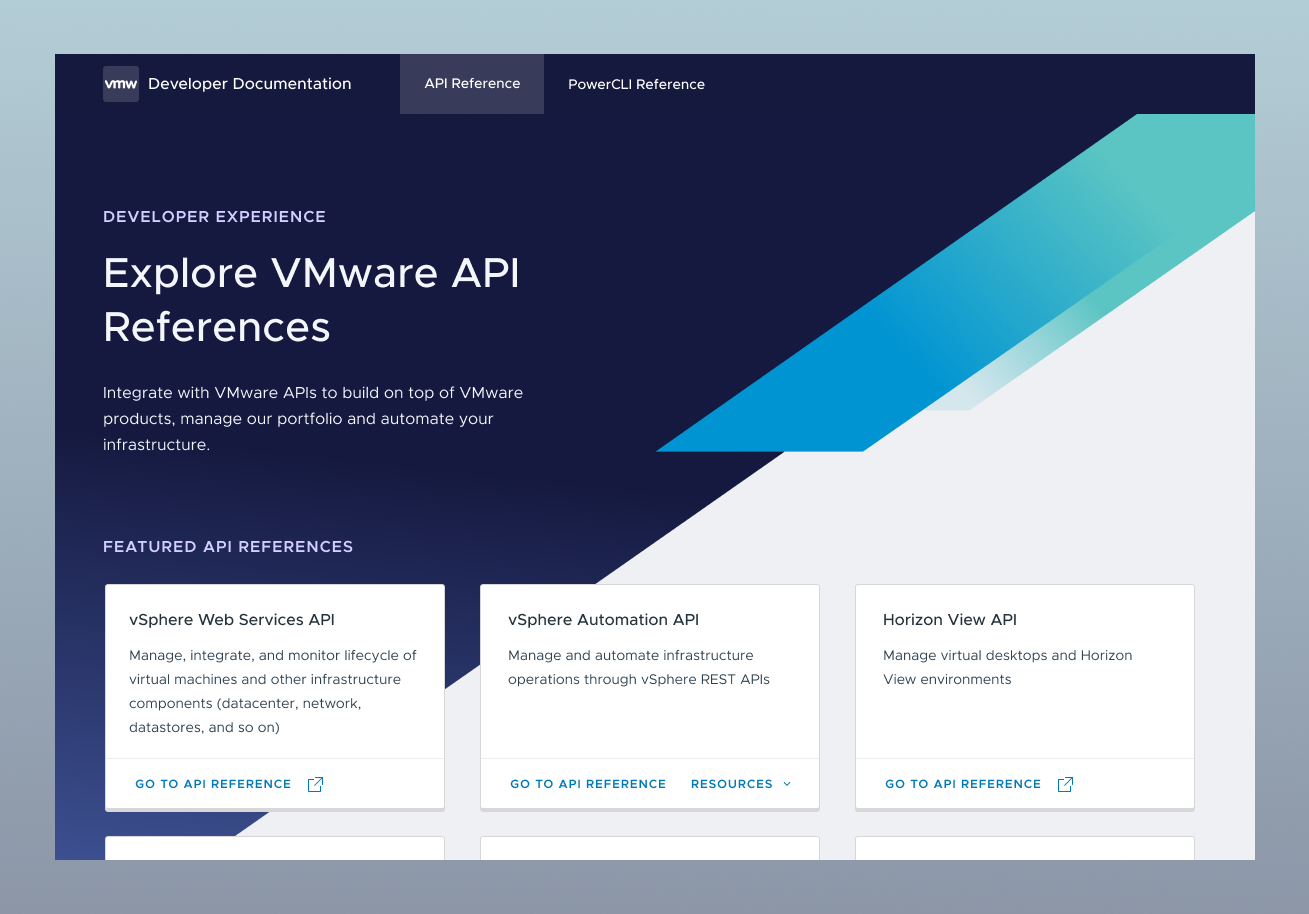 vmw
Developer Documentation
API Reference
PowerCLI Reference
DEVELOPER EXPERIENCE
Explore VMware API
References
Integrate with VMware APIs to build on top of VMware
products, manage our portfolio and automate your
infrastructure.
FEATURED API REFERENCES
vSphere Web Services API
Manage, integrate, and monitor lifecycle of
virtual machines and other infrastructure
components (datacenter, network,
datastores, and so on)
GO TO API REFERENCE
vSphere Automation API
Manage and automate infrastructure
operations through vSphere REST APIs
GO TO API REFERENCE
RESOURCES
Horizon View API
Manage virtual desktops and Horizon
View environments
GO TO API REFERENCE